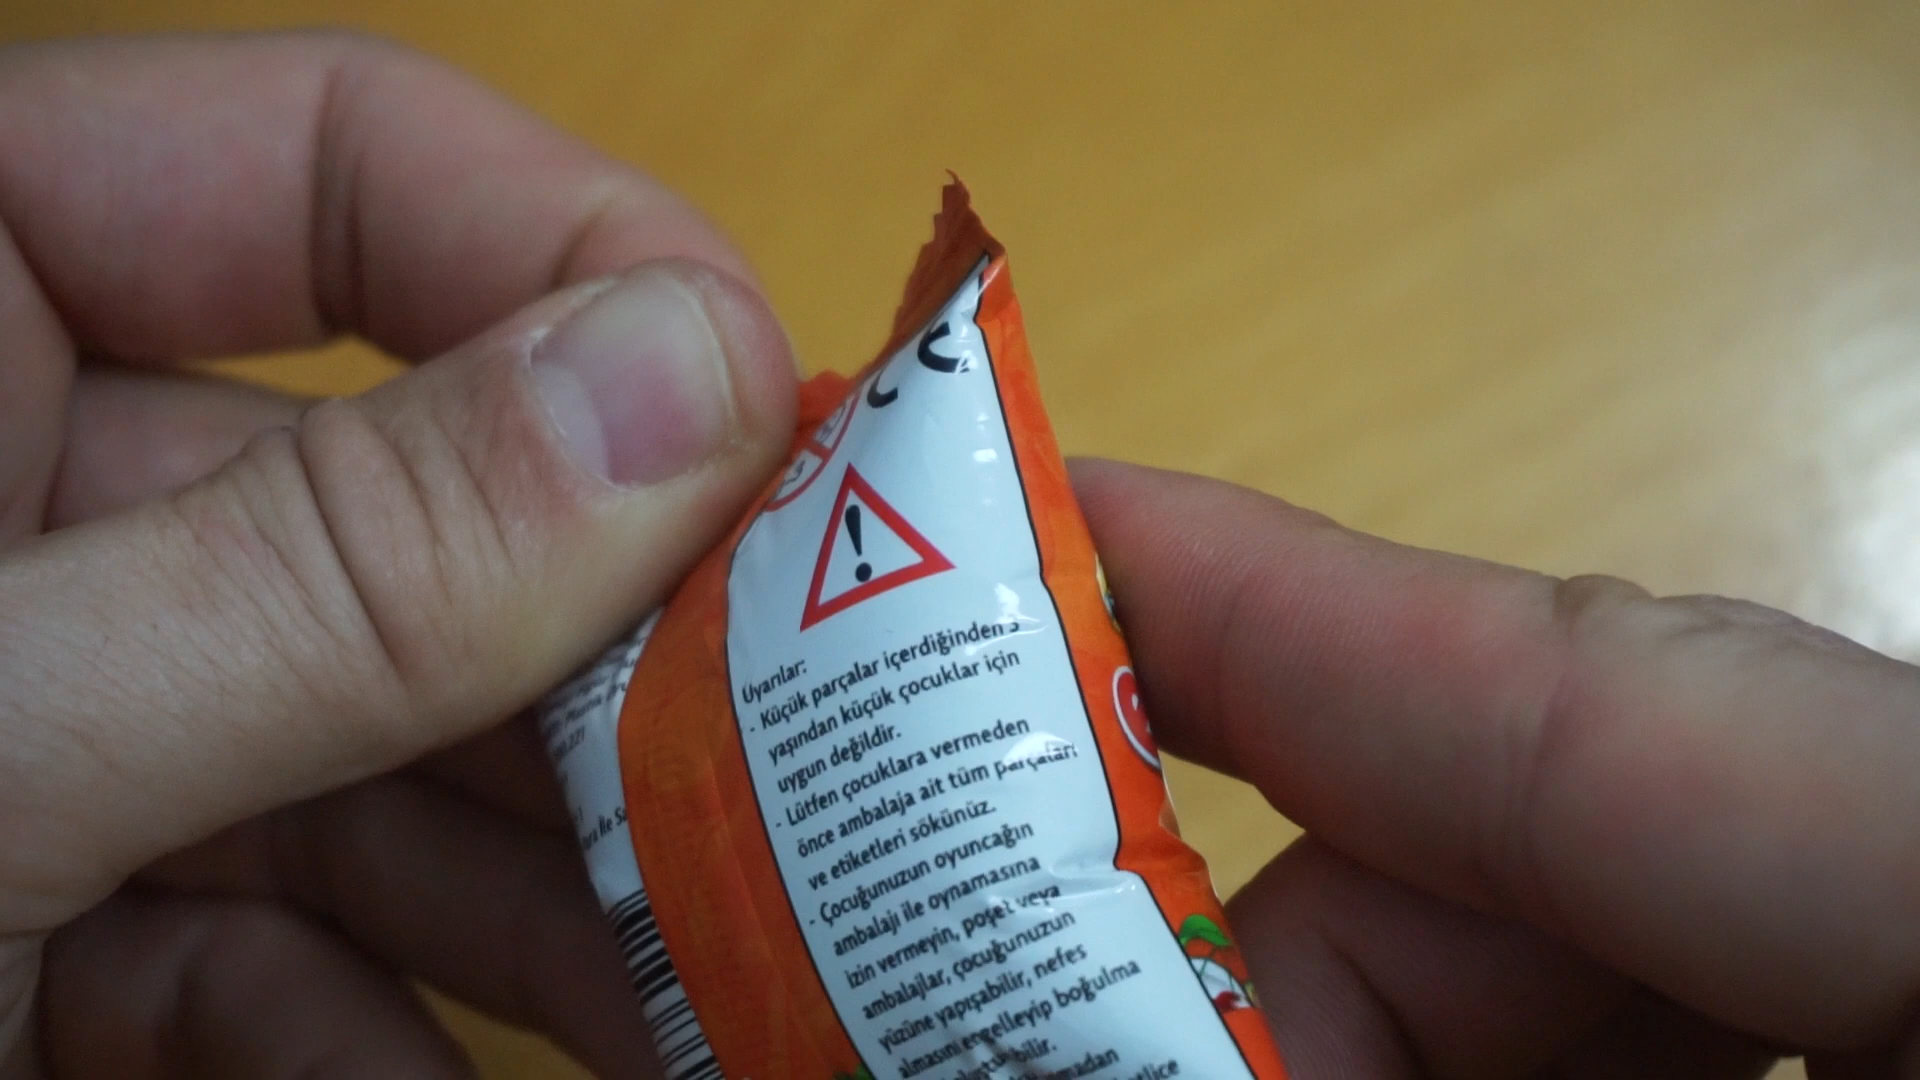 Uyarılar:
- Küçük parçalar içerdiğinden 3
yaşından küçük çocuklar için
uygun değildir.
- Lütfen çocuklara vermeden
önce ambalaja ait tüm parçaları
ve etiketleri sökünüz.
- Çocuğunuzun oyuncağın
ambalajı ile oynamasına
izin vermeyin, poşet veya
ambalajlar, çocuğunuzun
yüzüne yapışabilir, nefes
almasını engelleyip boğulma